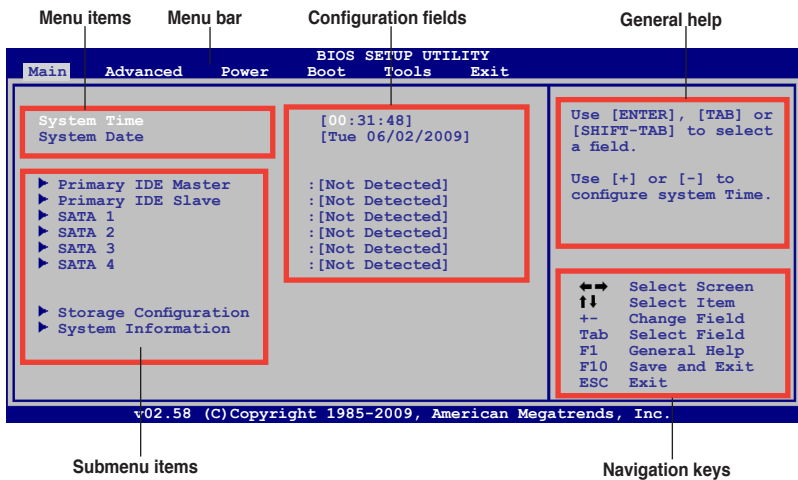 Menu items Menu bar Configuration fields General help
BIOS SETUP UTILITY
Main Advanced Power Boot Tools Exit
System Time [00:31:48]
System Date [Tue 06/02/2009]
Primary IDE Master :[Not Detected]
Primary IDE Slave :[Not Detected]
SATA 1 :[Not Detected]
SATA 2 :[Not Detected]
SATA 3 :[Not Detected]
SATA 4 :[Not Detected]
Storage Configuration
System Information
Use [ENTER], [TAB] or
[SHIFT-TAB] to select
a field.
Use [+] or [-] to
configure system Time.
←→ Select Screen
↑↓ Select Item
+- Change Field
Tab Select Field
F1 General Help
F10 Save and Exit
ESC Exit
v02.58 (C)Copyright 1985-2009, American Megatrends, Inc.
Submenu items Navigation keys